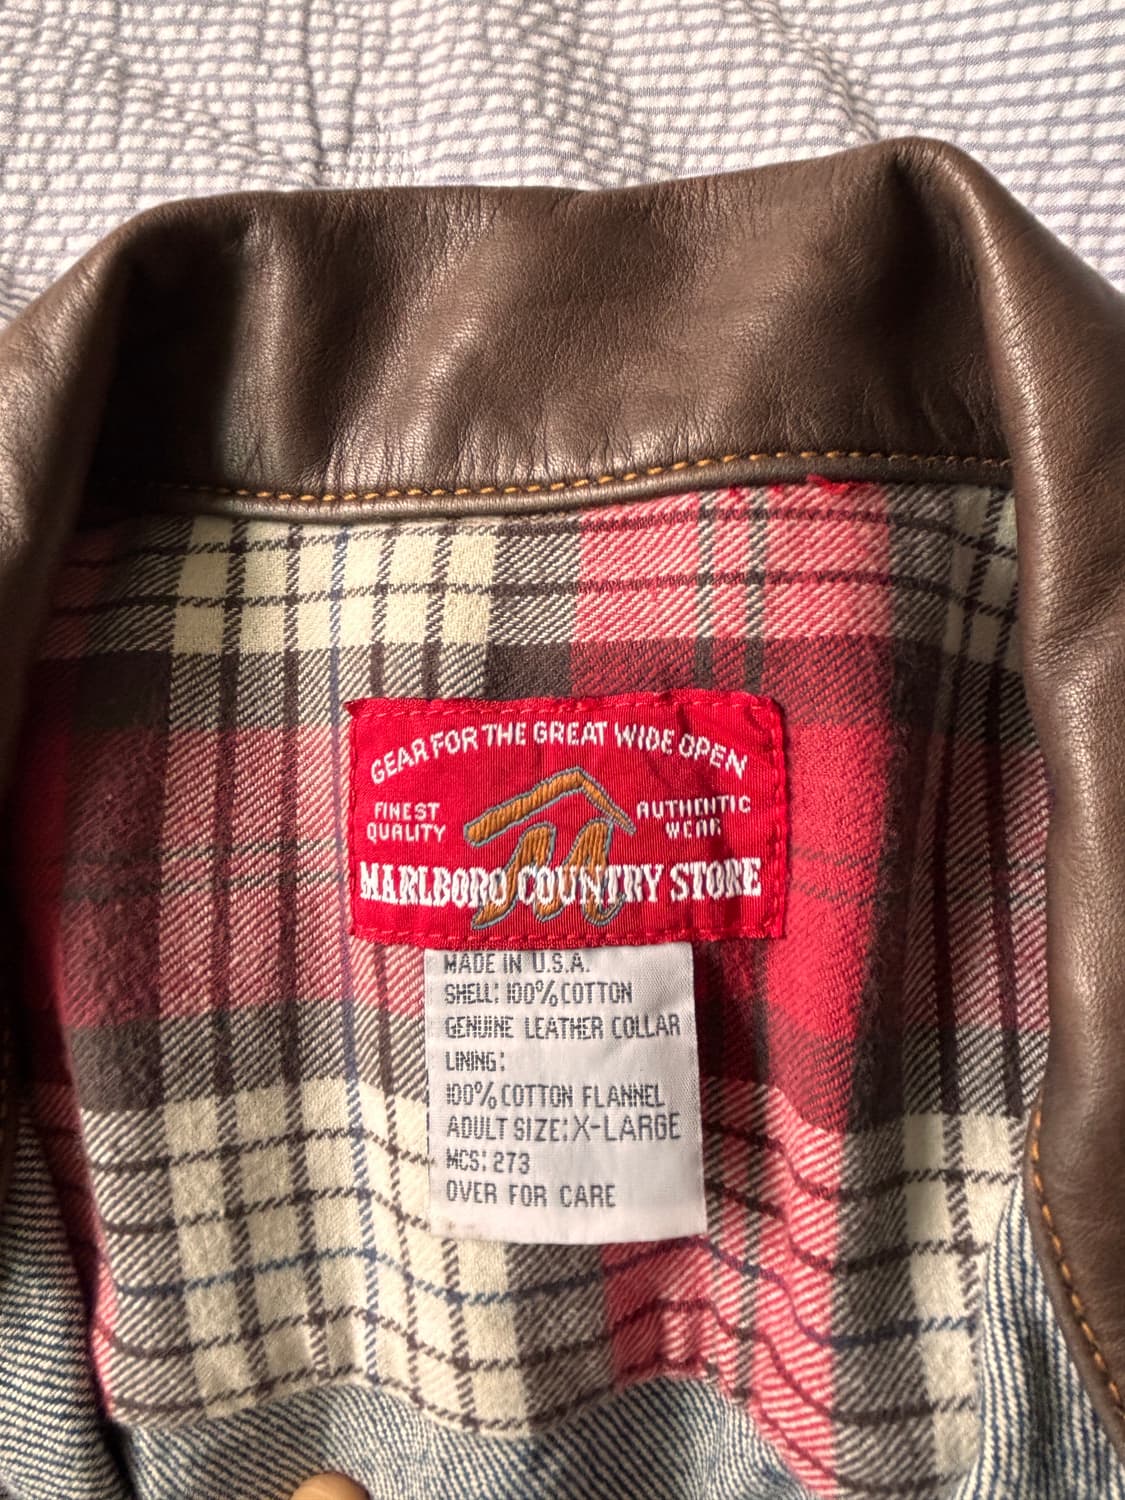 GEAR FOR THE GREAT WIDE OPEN
FINEST QUALITY
AUTHENTIC WEAR
M
MARLBORO COUNTRY STORE
MADE IN U.S.A.
SHELL: 100% COTTON
GENUINE LEATHER COLLAR
LINING:
100% COTTON FLANNEL
ADULT SIZE: X-LARGE
MCS: 273
OVER FOR CARE